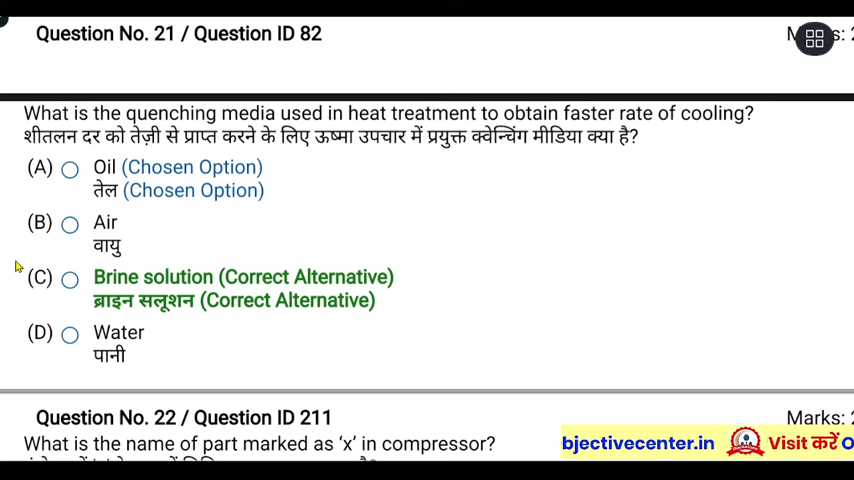 Question No. 21 / Question ID 82
What is the quenching media used in heat treatment to obtain faster rate of cooling?
शीतलन दर को तेज़ी से प्राप्त करने के लिए ऊष्मा उपचार में प्रयुक्त क्वेन्चिंग मीडिया क्या है?
(A) Oil (Chosen Option)
तेल (Chosen Option)
(B) Air
वायु
(C) Brine solution (Correct Alternative)
ब्राइन सलूशन (Correct Alternative)
(D) Water
पानी
Question No. 22 / Question ID 211 Marks:
What is the name of part marked as ‘x’ in compressor?
bjectivecenter.in Visit करें O